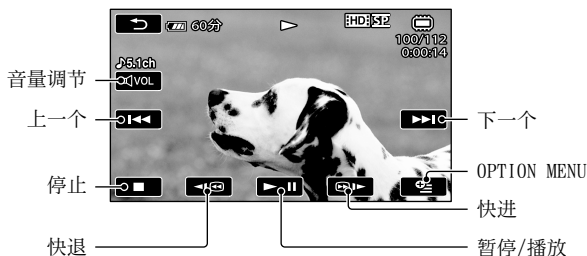 60分
HD SP
100/112
0:00:14
♪5.1ch
音量调节
VOL
上一个
下一个
停止
OPTION MENU
快进
快退
暂停/播放